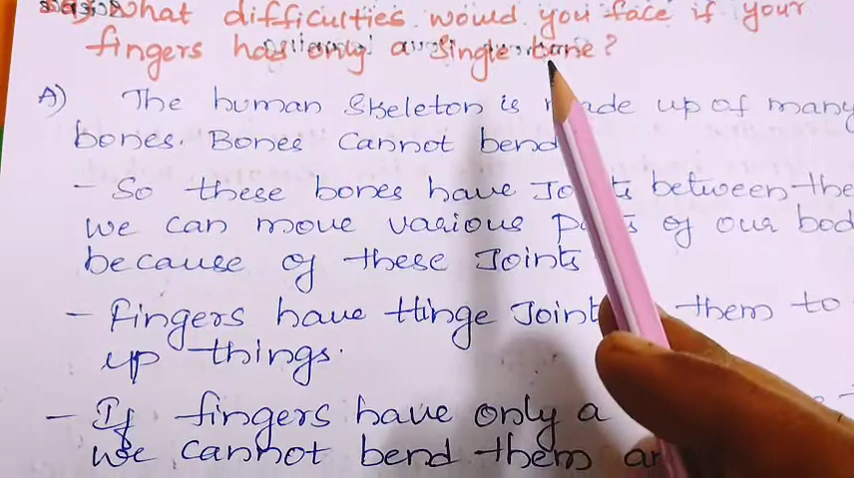 What difficulties would you face if your
fingers has only a single bone?
A) The human Skeleton is made up of many
bones. Bones cannot bend
- So these bones have Joints between the
we can move various parts of our bod
because of these Joints
- fingers have Hinge Joint them to
up things.
- If fingers have only a
we cannot bend them an